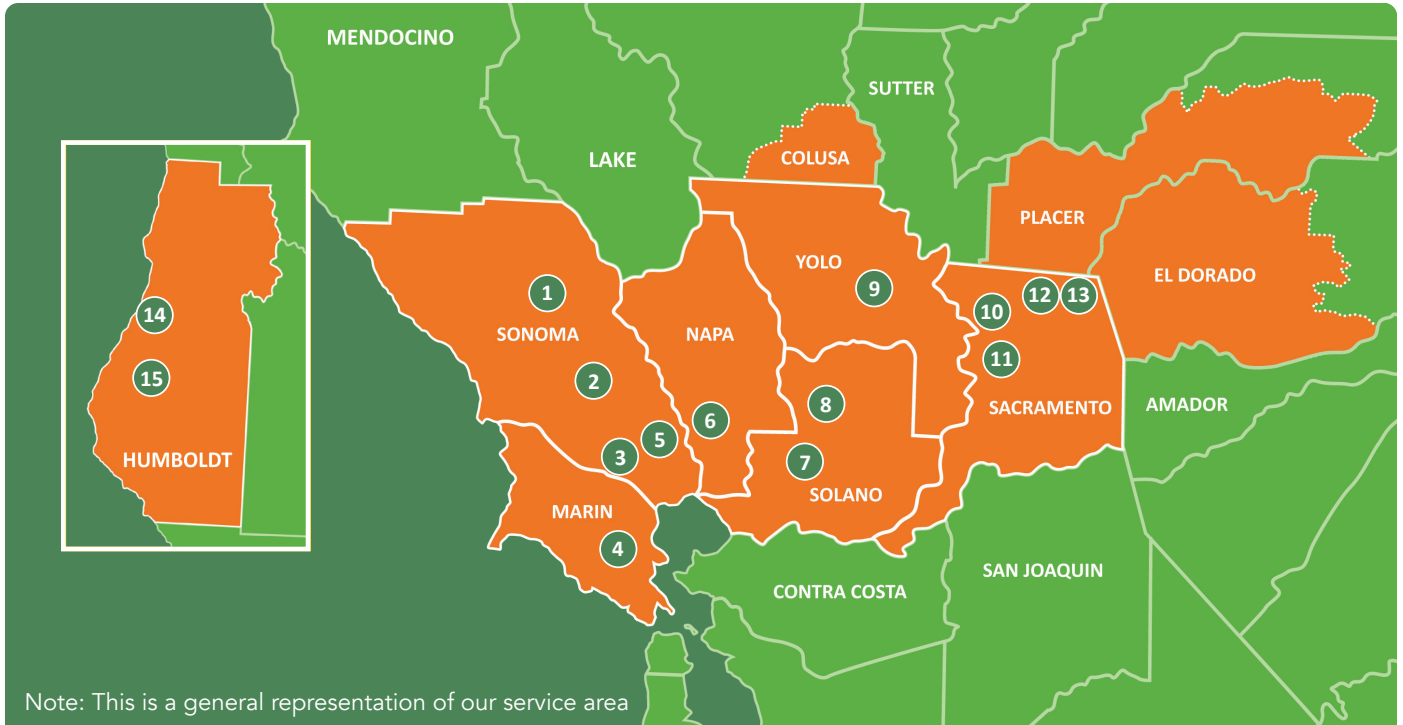 MENDOCINO
SUTTER
LAKE
COLUSA
PLACER
YOLO
EL DORADO
1
9
12
13
10
14
SONOMA
NAPA
11
15
2
8
SACRAMENTO
AMADOR
6
5
3
7
HUMBOLDT
SOLANO
MARIN
4
SAN JOAQUIN
CONTRA COSTA
Note: This is a general representation of our service area